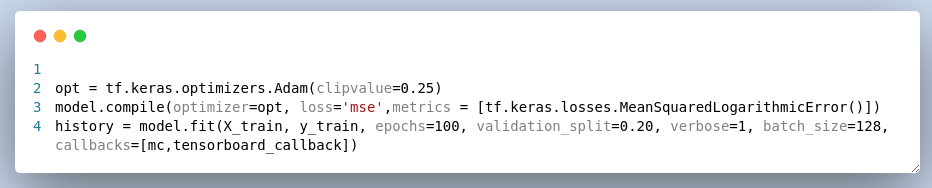 1
2 opt = tf.keras.optimizers.Adam(clipvalue=0.25)
3 model.compile(optimizer=opt, loss='mse',metrics = [tf.keras.losses.MeanSquaredLogarithmicError()])
4 history = model.fit(X_train, y_train, epochs=100, validation_split=0.20, verbose=1, batch_size=128,
callbacks=[mc,tensorboard_callback])